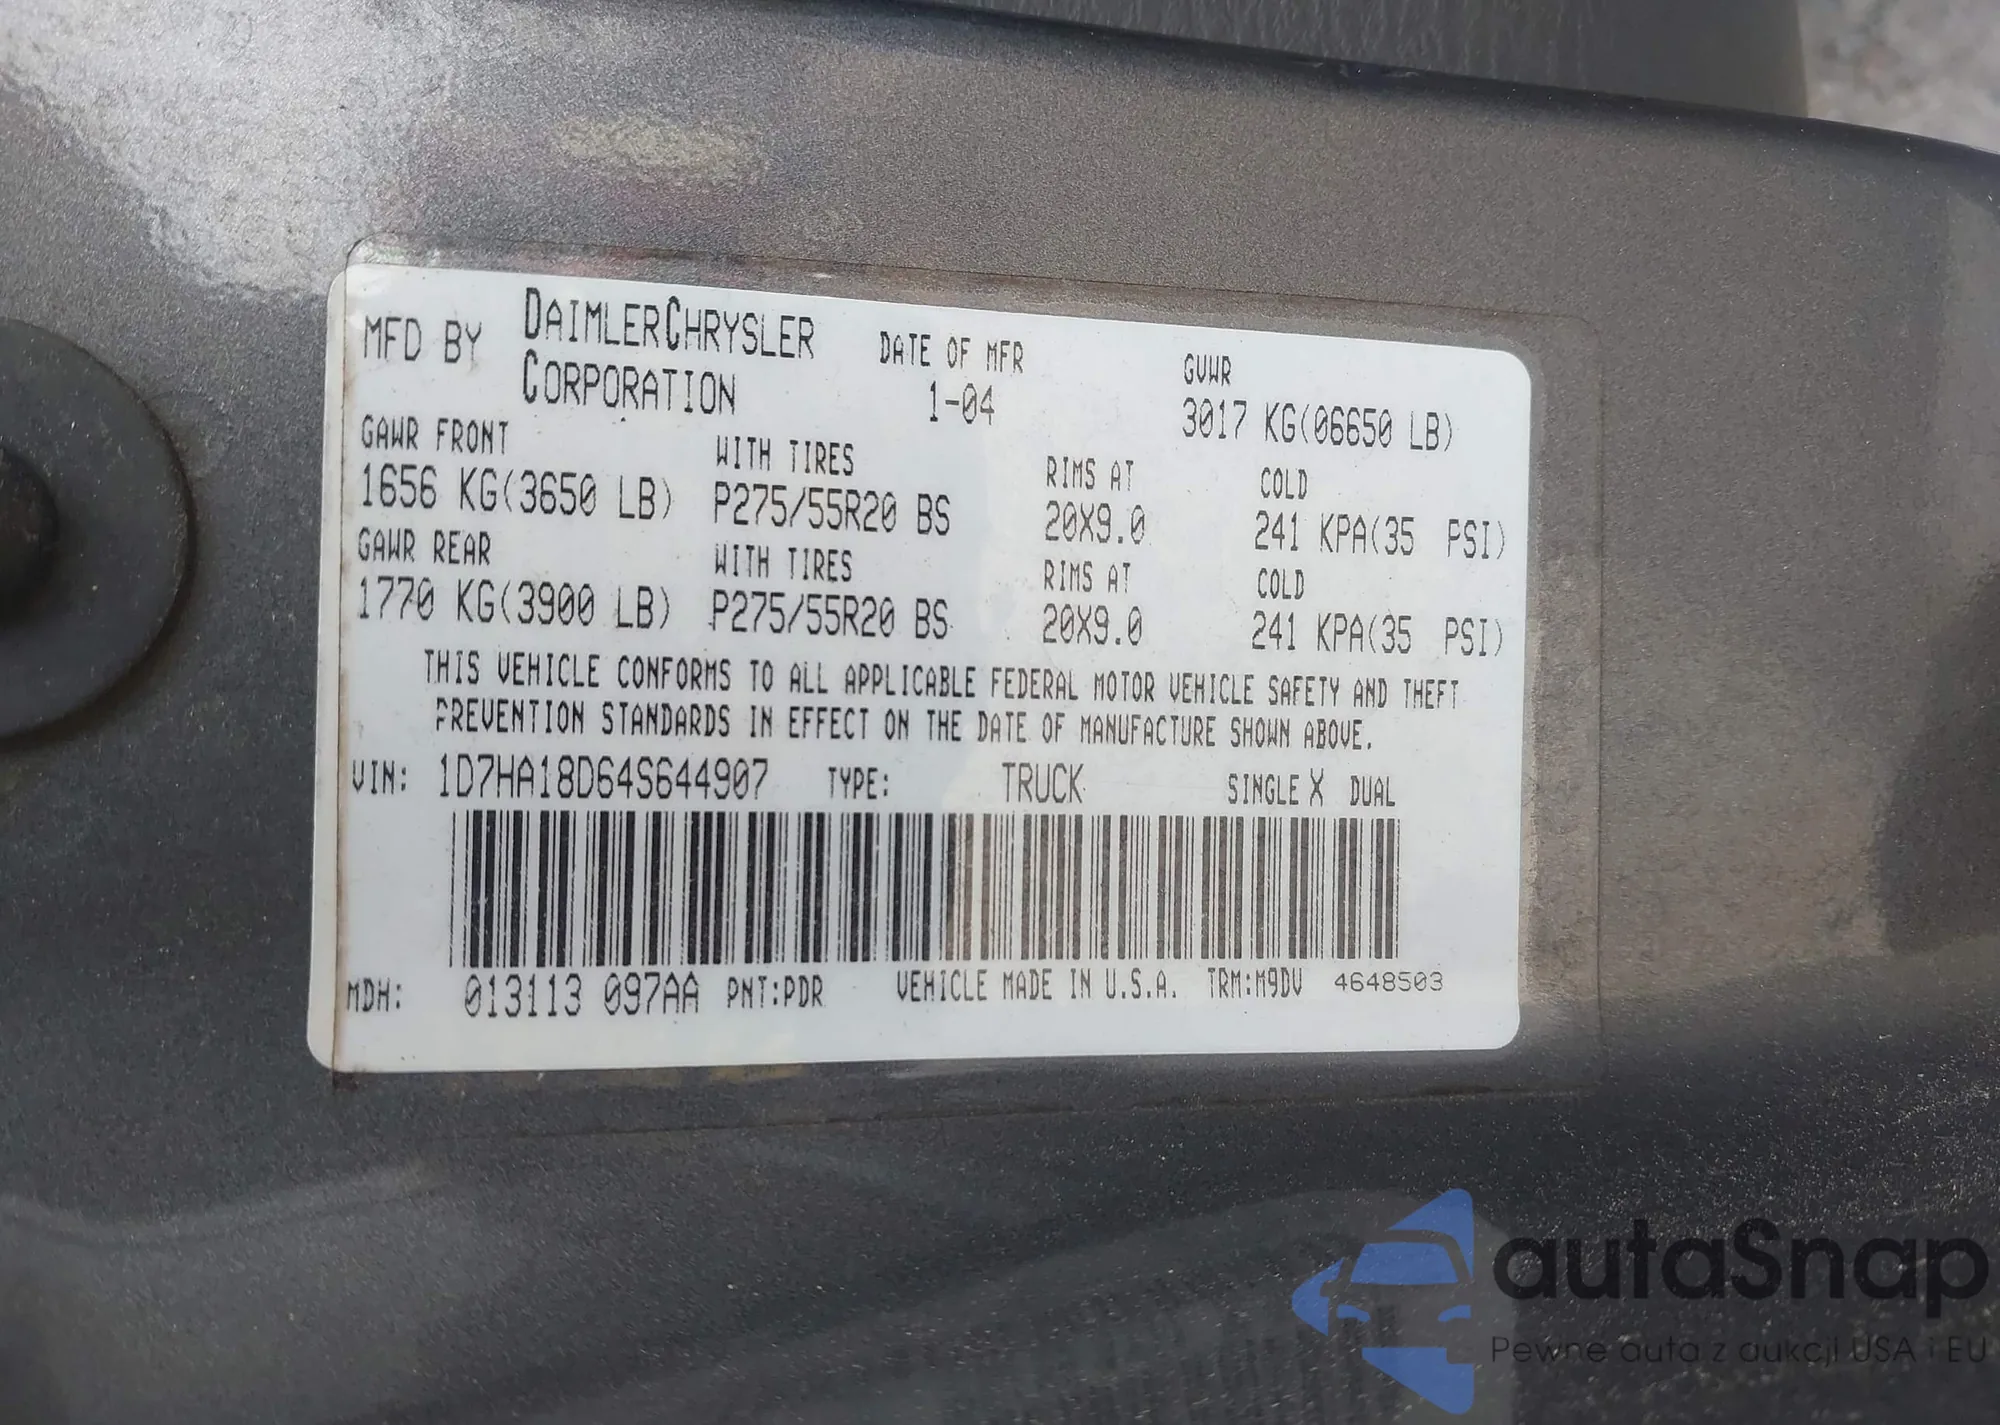 MFD BY DAIMLERCHRYSLER CORPORATION DATE OF MFR 1-04 GVWR 3017 KG(06650 LB)
GAWR FRONT WITH TIRES RIMS AT COLD
1656 KG(3650 LB) P275/55R20 BS 20X9.0 241 KPA(35 PSI)
GAWR REAR WITH TIRES RIMS AT COLD
1770 KG(3900 LB) P275/55R20 BS 20X9.0 241 KPA(35 PSI)
THIS VEHICLE CONFORMS TO ALL APPLICABLE FEDERAL MOTOR VEHICLE SAFETY AND THEFT
PREVENTION STANDARDS IN EFFECT ON THE DATE OF MANUFACTURE SHOWN ABOVE.
VIN: 1D7HA18D64S644907 TYPE: TRUCK SINGLE X DUAL
MDH: 013113 097AA PNT:PDR VEHICLE MADE IN U.S.A. TRM:M9DV 4648503
autaSnap
Pewne auta z aukcji USA i EU